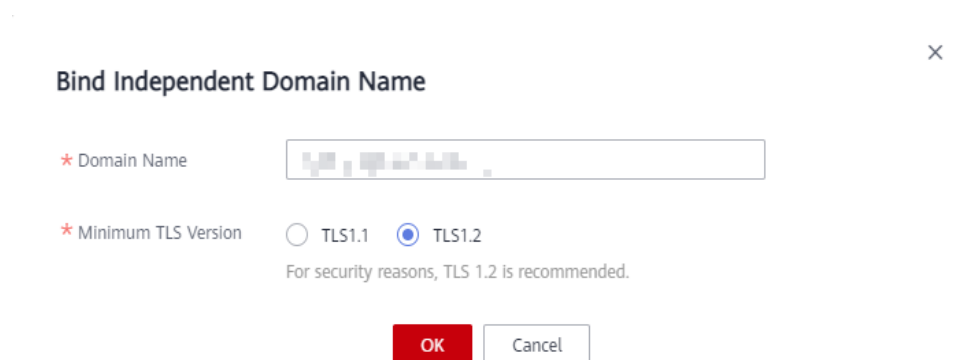 Bind Independent Domain Name
* Domain Name
* Minimum TLS Version TLS1.1 TLS1.2
For security reasons, TLS 1.2 is recommended.
OK Cancel